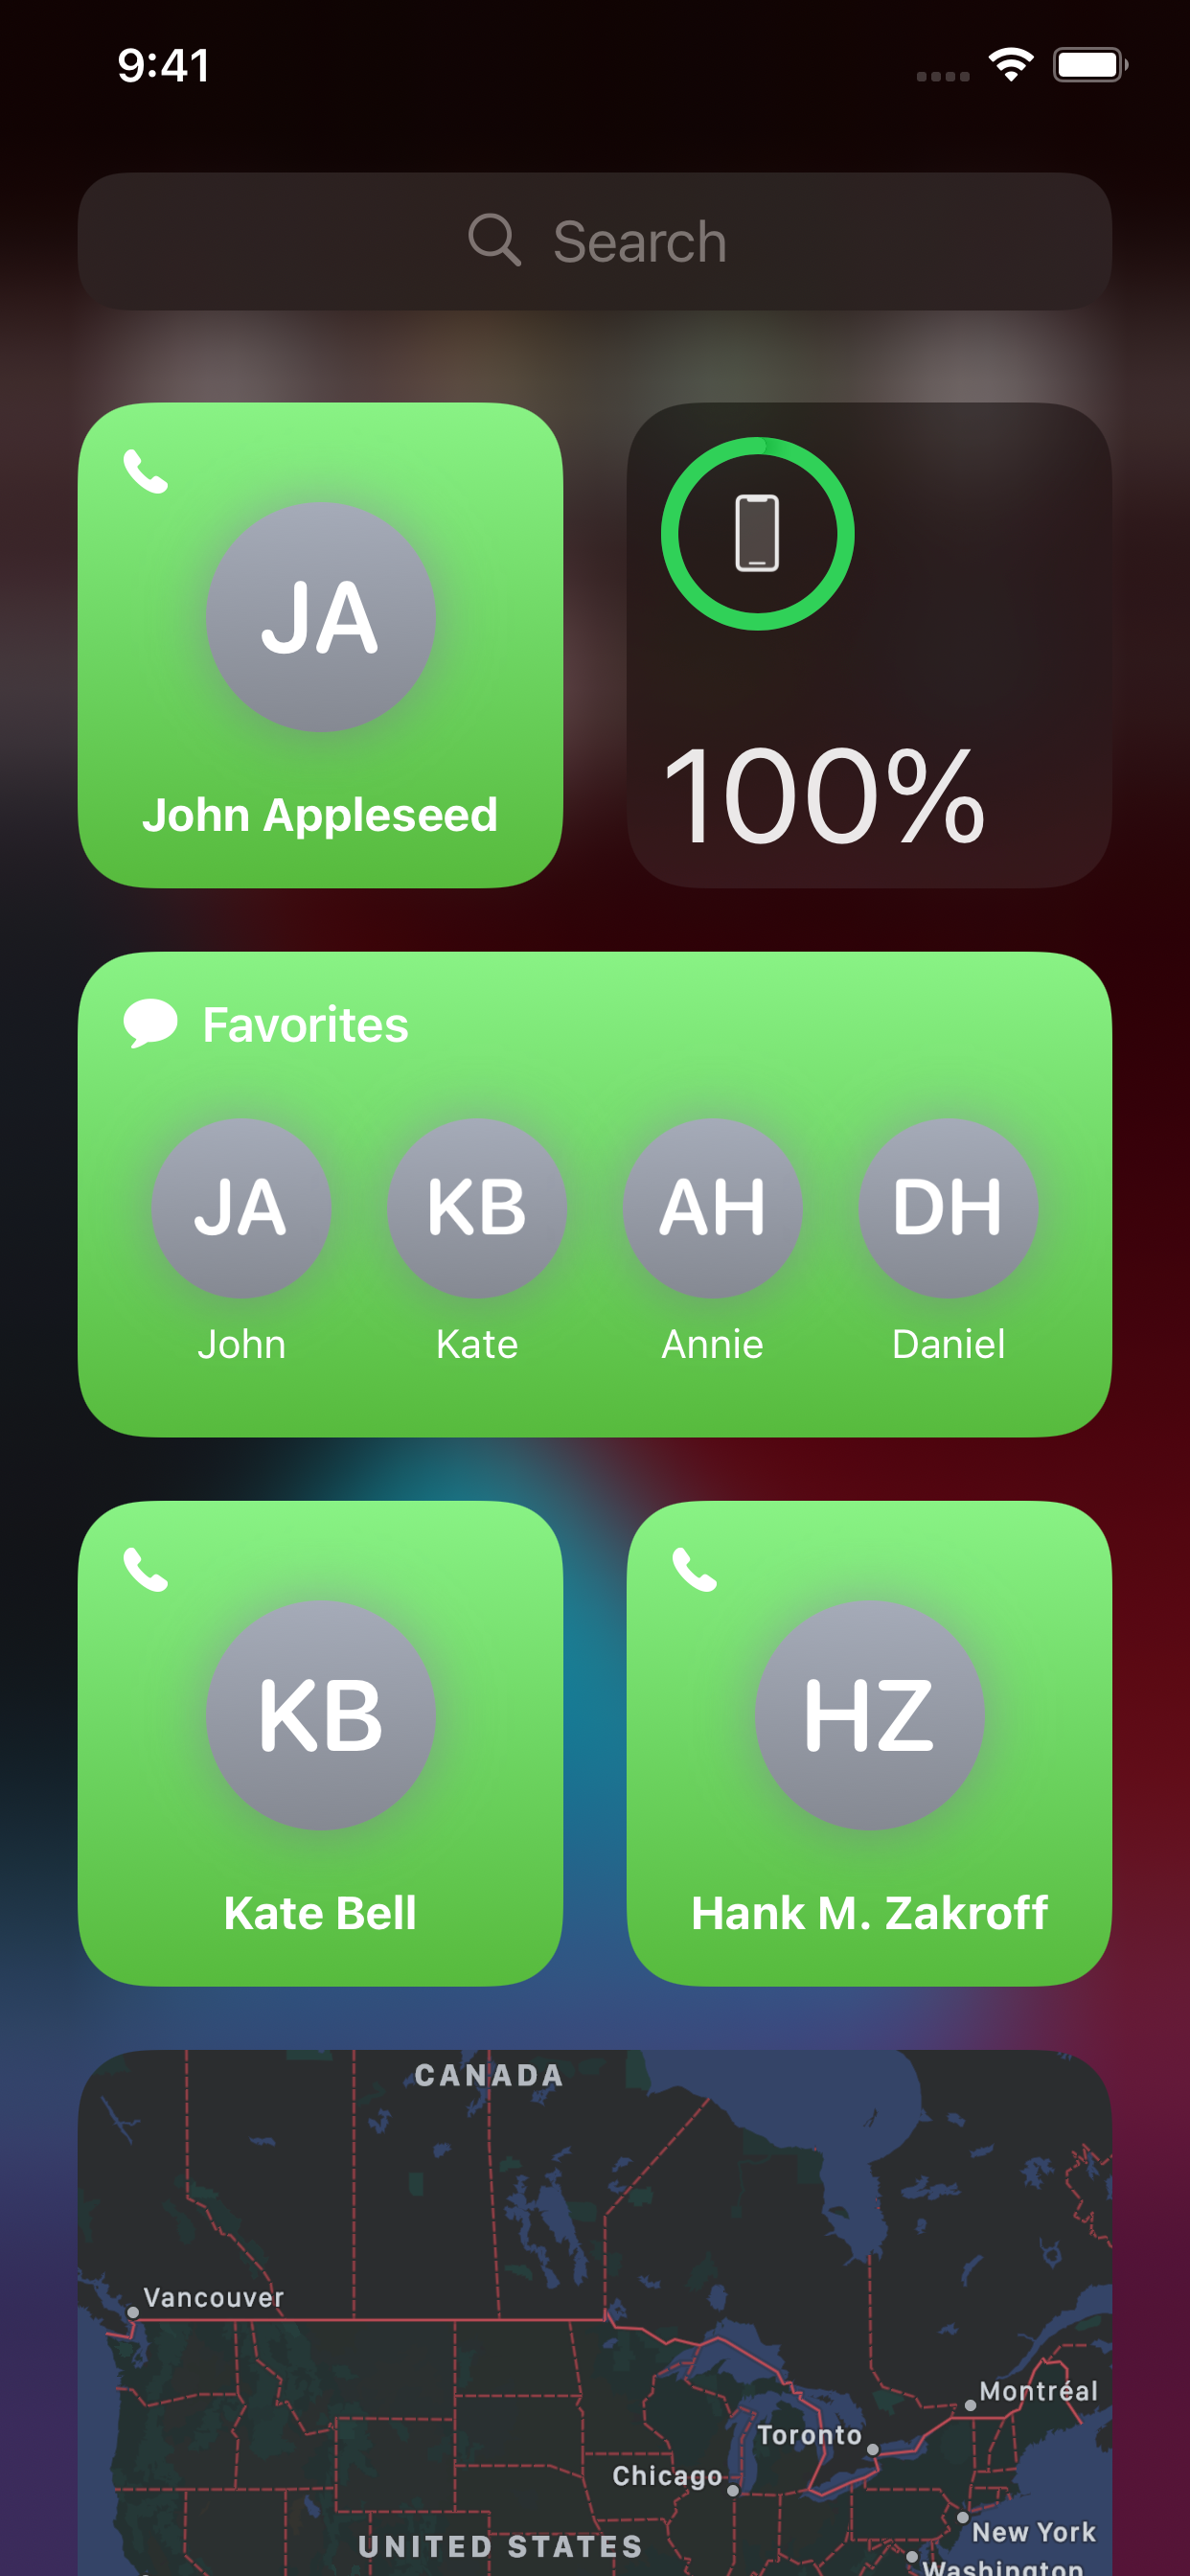 9:41
Search
JA
John Appleseed
100%
Favorites
JA KB AH DH
John Kate Annie Daniel
KB
Kate Bell
HZ
Hank M. Zakroff
CANADA
Vancouver
Montréal
Toronto
Chicago
New York
UNITED STATES
Washington